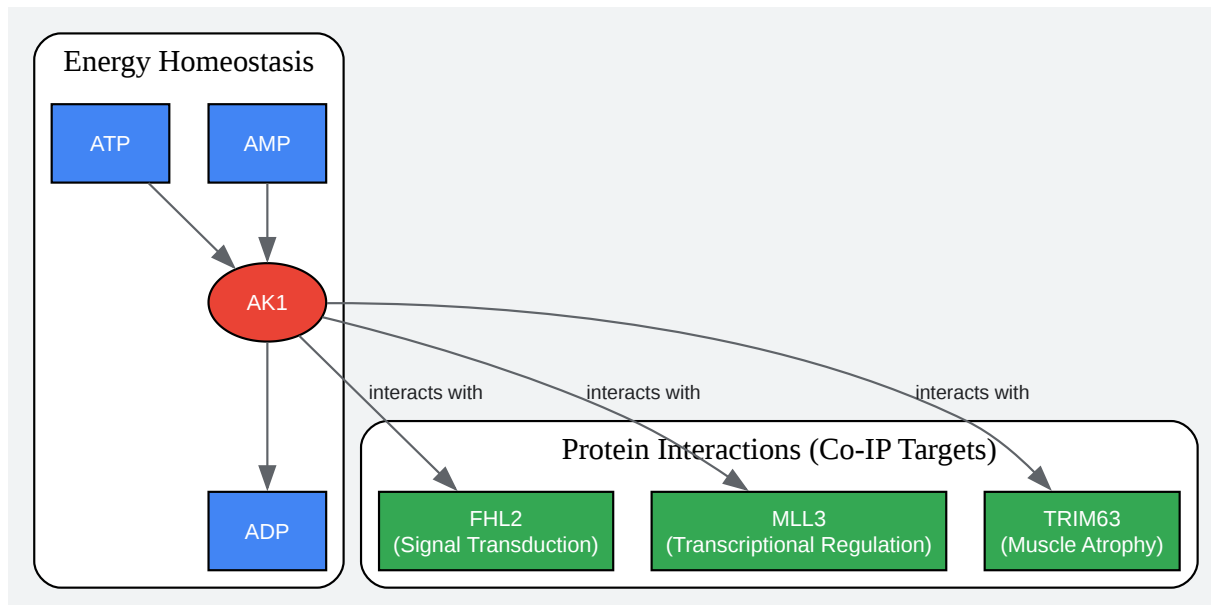 Energy Homeostasis
ATP
AMP
AK1
interacts with
interacts with
interacts with
Protein Interactions (Co-IP Targets)
ADP
FHL2
(Signal Transduction)
MLL3
(Transcriptional Regulation)
TRIM63
(Muscle Atrophy)